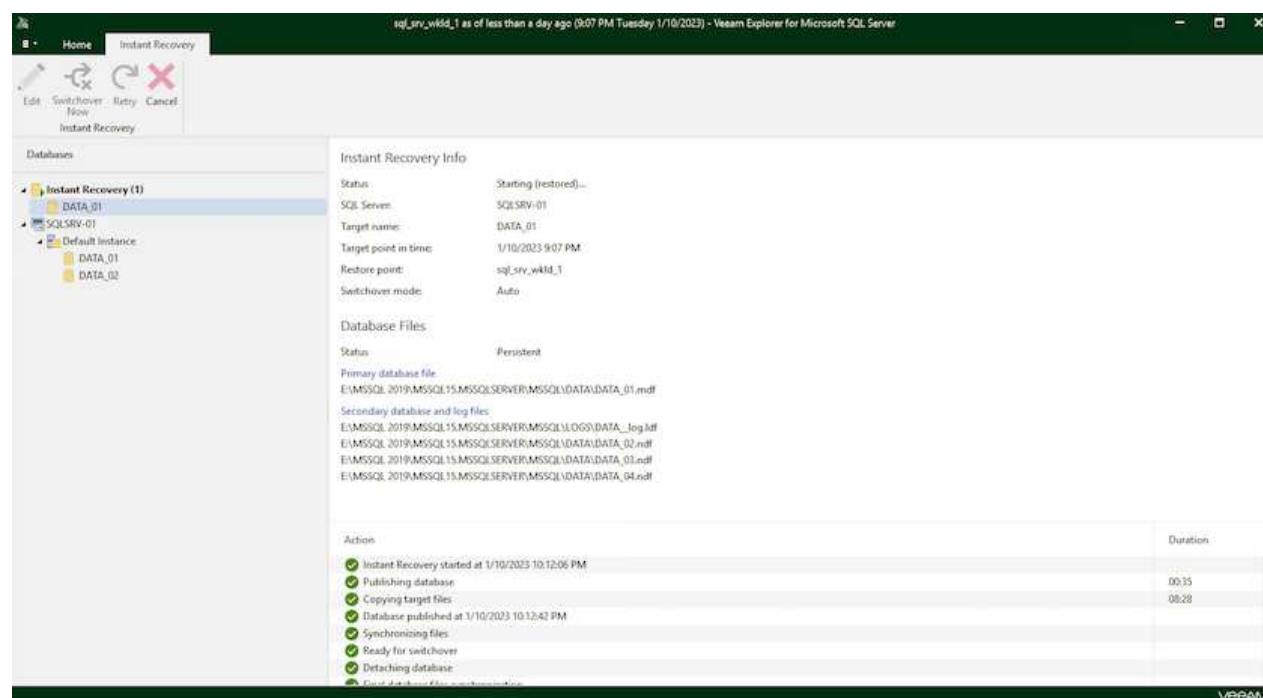 sql_srv_wkld_1 as of less than a day ago (9:07 PM Tuesday 1/10/2023) - Veeam Explorer for Microsoft SQL Server
Home Instant Recovery
Edit Switchover Now Retry Cancel
Instant Recovery
Databases
Instant Recovery (1)
DATA_01
SQLSRV-01
Default Instance
DATA_01
DATA_02
Instant Recovery Info
Status Starting (restored)...
SQL Server: SQLSRV-01
Target name: DATA_01
Target point in time: 1/10/2023 9:07 PM
Restore point: sql_srv_wkld_1
Switchover mode: Auto
Database Files
Status Persistent
Primary database file
E:\MSSQL 2019\MSSQL15.MSSQLSERVER\MSSQL\DATA\DATA_01.mdf
Secondary database and log files
E:\MSSQL 2019\MSSQL15.MSSQLSERVER\MSSQL\LOGS\DATA__log.ldf
E:\MSSQL 2019\MSSQL15.MSSQLSERVER\MSSQL\DATA\DATA_02.ndf
E:\MSSQL 2019\MSSQL15.MSSQLSERVER\MSSQL\DATA\DATA_03.ndf
E:\MSSQL 2019\MSSQL15.MSSQLSERVER\MSSQL\DATA\DATA_04.ndf
Action Duration
Instant Recovery started at 1/10/2023 10:12:06 PM
Publishing database 00:35
Copying target files 08:28
Database published at 1/10/2023 10:12:42 PM
Synchronizing files
Ready for switchover
Detaching database
Final database files synchronization
VEEAM